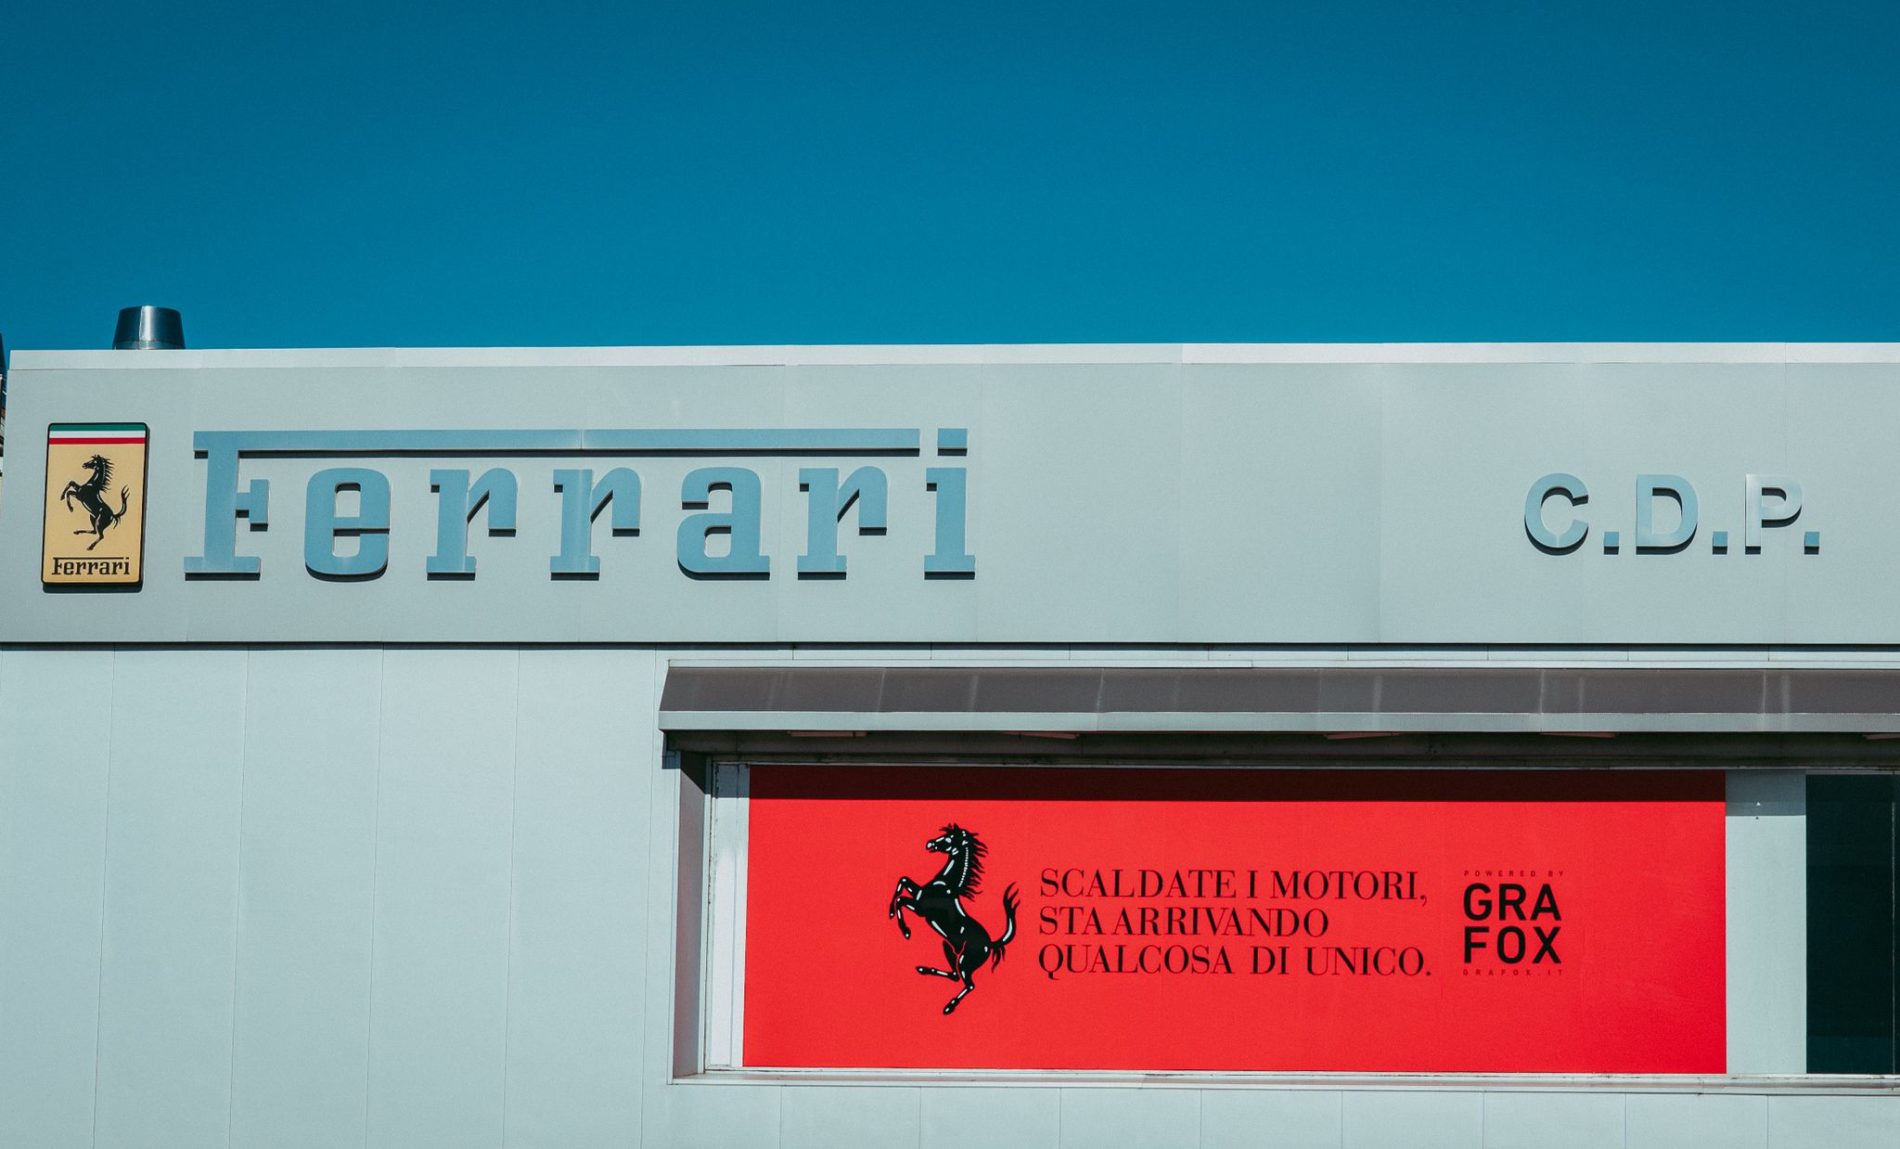 Ferrari
Ferrari
C.D.P.
SCALDATE I MOTORI,
STA ARRIVANDO
QUALCOSA DI UNICO.
POWERED BY
GRA
FOX
GRAFOX.IT